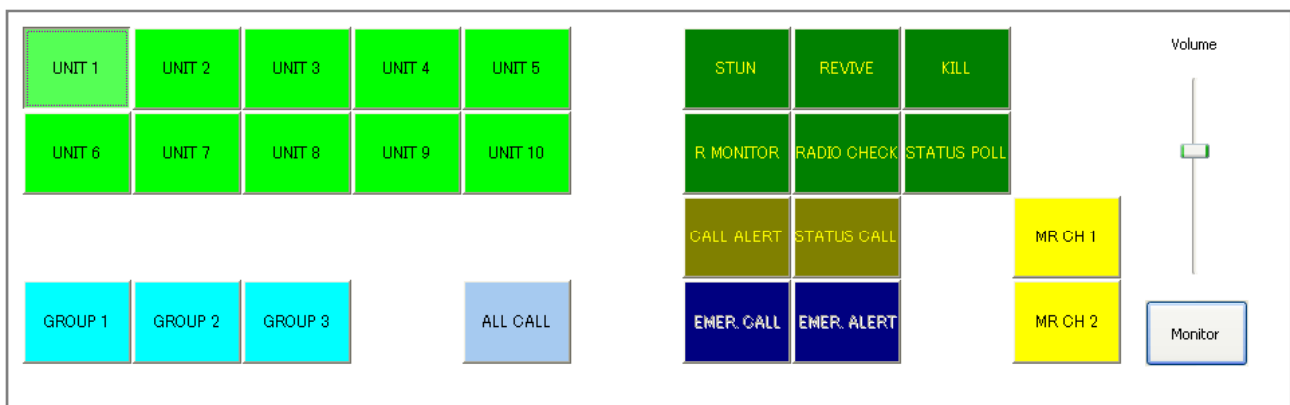 UNIT 1
UNIT 2
UNIT 3
UNIT 4
UNIT 5
STUN
REVIVE
KILL
Volume
UNIT 6
UNIT 7
UNIT 8
UNIT 9
UNIT 10
R MONITOR
RADIO CHECK
STATUS POLL
CALL ALERT
STATUS CALL
MR CH 1
GROUP 1
GROUP 2
GROUP 3
ALL CALL
EMER. CALL
EMER. ALERT
MR CH 2
Monitor